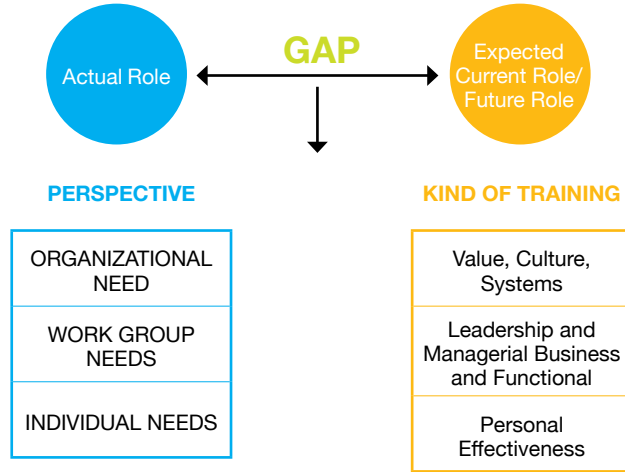 Actual Role
GAP
Expected
Current Role/
Future Role
PERSPECTIVE
KIND OF TRAINING
ORGANIZATIONAL
NEED
Value, Culture,
Systems
WORK GROUP
NEEDS
Leadership and
Managerial Business
and Functional
INDIVIDUAL NEEDS
Personal
Effectiveness